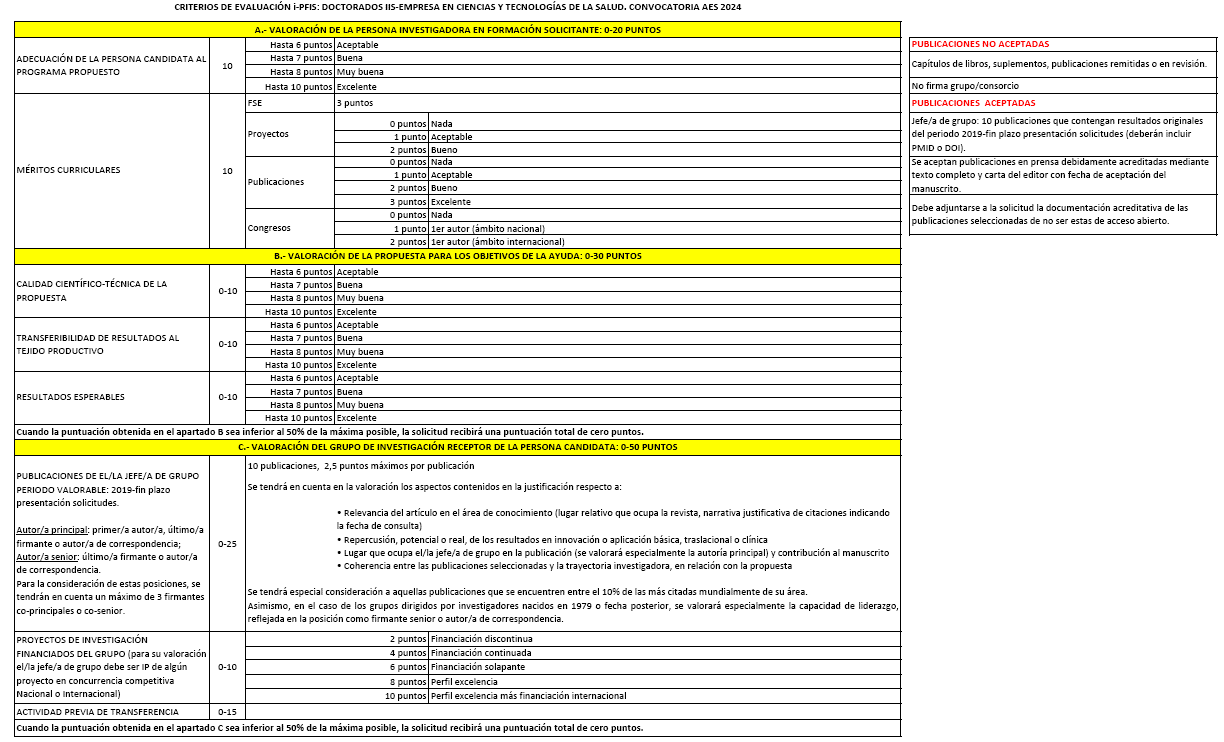 CRITERIOS DE EVALUACIÓN i-PFIS: DOCTORADOS IIS-EMPRESA EN CIENCIAS Y TECNOLOGÍAS DE LA SALUD. CONVOCATORIA AES 2024
A.- VALORACIÓN DE LA PERSONA INVESTIGADORA EN FORMACIÓN SOLICITANTE: 0-20 PUNTOS
ADECUACIÓN DE LA PERSONA CANDIDATA AL
PROGRAMA PROPUESTO
10
Hasta 6 puntos Aceptable
Hasta 7 puntos Buena
Hasta 8 puntos Muy buena
Hasta 10 puntos Excelente
MÉRITOS CURRICULARES
10
FSE 3 puntos
Proyectos
0 puntos Nada
1 punto Aceptable
2 puntos Bueno
Publicaciones
0 puntos Nada
1 punto Aceptable
2 puntos Bueno
3 puntos Excelente
Congresos
0 puntos Nada
1 punto 1er autor (ámbito nacional)
2 puntos 1er autor (ámbito internacional)
PUBLICACIONES NO ACEPTADAS
Capítulos de libros, suplementos, publicaciones remitidas o en revisión.
No firma grupo/consorcio
PUBLICACIONES ACEPTADAS
Jefe/a de grupo: 10 publicaciones que contengan resultados originales
del periodo 2019-fin plazo presentación solicitudes (deberán incluir
PMID o DOI).
Se aceptan publicaciones en prensa debidamente acreditadas mediante
texto completo y carta del editor con fecha de aceptación del
manuscrito.
Debe adjuntarse a la solicitud la documentación acreditativa de las
publicaciones seleccionadas de no ser estas de acceso abierto.
B.- VALORACIÓN DE LA PROPUESTA PARA LOS OBJETIVOS DE LA AYUDA: 0-30 PUNTOS
CALIDAD CIENTÍFICO-TÉCNICA DE LA
PROPUESTA
0-10
Hasta 6 puntos Aceptable
Hasta 7 puntos Buena
Hasta 8 puntos Muy buena
Hasta 10 puntos Excelente
TRANSFERIBILIDAD DE RESULTADOS AL
TEJIDO PRODUCTIVO
0-10
Hasta 6 puntos Aceptable
Hasta 7 puntos Buena
Hasta 8 puntos Muy buena
Hasta 10 puntos Excelente
RESULTADOS ESPERABLES
0-10
Hasta 6 puntos Aceptable
Hasta 7 puntos Buena
Hasta 8 puntos Muy buena
Hasta 10 puntos Excelente
Cuando la puntuación obtenida en el apartado B sea inferior al 50% de la máxima posible, la solicitud recibirá una puntuación total de cero puntos.
C.- VALORACIÓN DEL GRUPO DE INVESTIGACIÓN RECEPTOR DE LA PERSONA CANDIDATA: 0-50 PUNTOS
PUBLICACIONES DE EL/LA JEFE/A DE GRUPO
PERIODO VALORABLE: 2019-fin plazo
presentación solicitudes.
Autor/a principal: primer/a autor/a, último/a
firmante o autor/a de correspondencia;
Autor/a senior: último/a firmante o autor/a
de correspondencia.
Para la consideración de estas posiciones, se
tendrán en cuenta un máximo de 3 firmantes
co-principales o co-senior.
0-25
10 publicaciones, 2,5 puntos máximos por publicación
Se tendrá en cuenta en la valoración los aspectos contenidos en la justificación respecto a:
• Relevancia del artículo en el área de conocimiento (lugar relativo que ocupa la revista, narrativa justificativa de citaciones indicando
la fecha de consulta)
• Repercusión, potencial o real, de los resultados en innovación o aplicación básica, traslacional o clínica
• Lugar que ocupa el/la jefe/a de grupo en la publicación (se valorará especialmente la autoría principal) y contribución al manuscrito
• Coherencia entre las publicaciones seleccionadas y la trayectoria investigadora, en relación con la propuesta
Se tendrá especial consideración a aquellas publicaciones que se encuentren entre el 10% de las más citadas mundialmente de su área.
Asimismo, en el caso de los grupos dirigidos por investigadores nacidos en 1979 o fecha posterior, se valorará especialmente la capacidad de liderazgo,
reflejada en la posición como firmante senior o autor/a de correspondencia.
PROYECTOS DE INVESTIGACIÓN
FINANCIADOS DEL GRUPO (para su valoración
el/la jefe/a de grupo debe ser IP de algún
proyecto en concurrencia competitiva
Nacional o Internacional)
0-10
2 puntos Financiación discontinua
4 puntos Financiación continuada
6 puntos Financiación solapante
8 puntos Perfil excelencia
10 puntos Perfil excelencia más financiación internacional
ACTIVIDAD PREVIA DE TRANSFERENCIA 0-15
Cuando la puntuación obtenida en el apartado C sea inferior al 50% de la máxima posible, la solicitud recibirá una puntuación total de cero puntos.